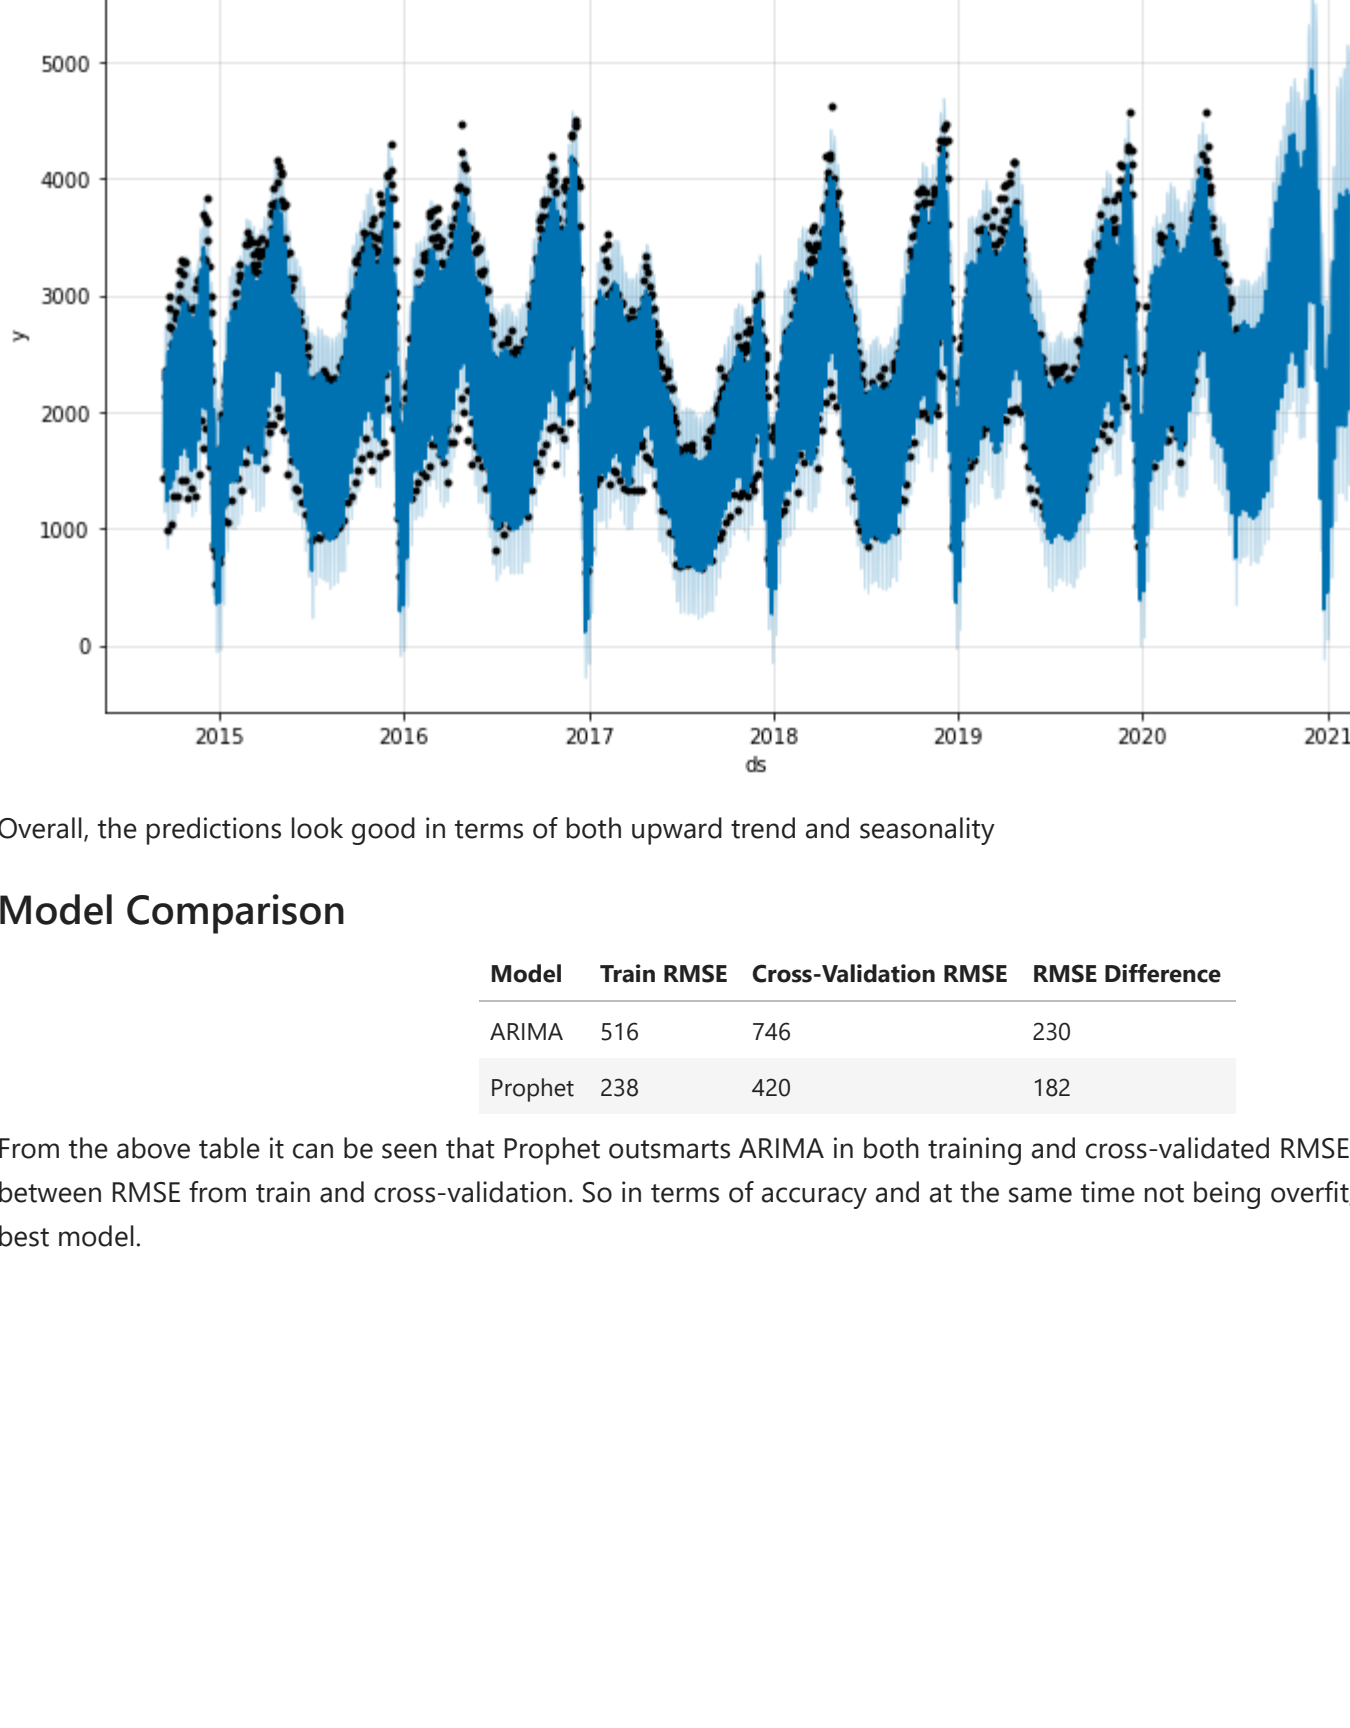 5000
4000
3000
2000
1000
0
y
2015 2016 2017 2018 2019 2020 2021
ds
Overall, the predictions look good in terms of both upward trend and seasonality
Model Comparison
Model Train RMSE Cross-Validation RMSE RMSE Difference
ARIMA 516 746 230
Prophet 238 420 182
From the above table it can be seen that Prophet outsmarts ARIMA in both training and cross-validated RMSE
between RMSE from train and cross-validation. So in terms of accuracy and at the same time not being overfit,
best model.